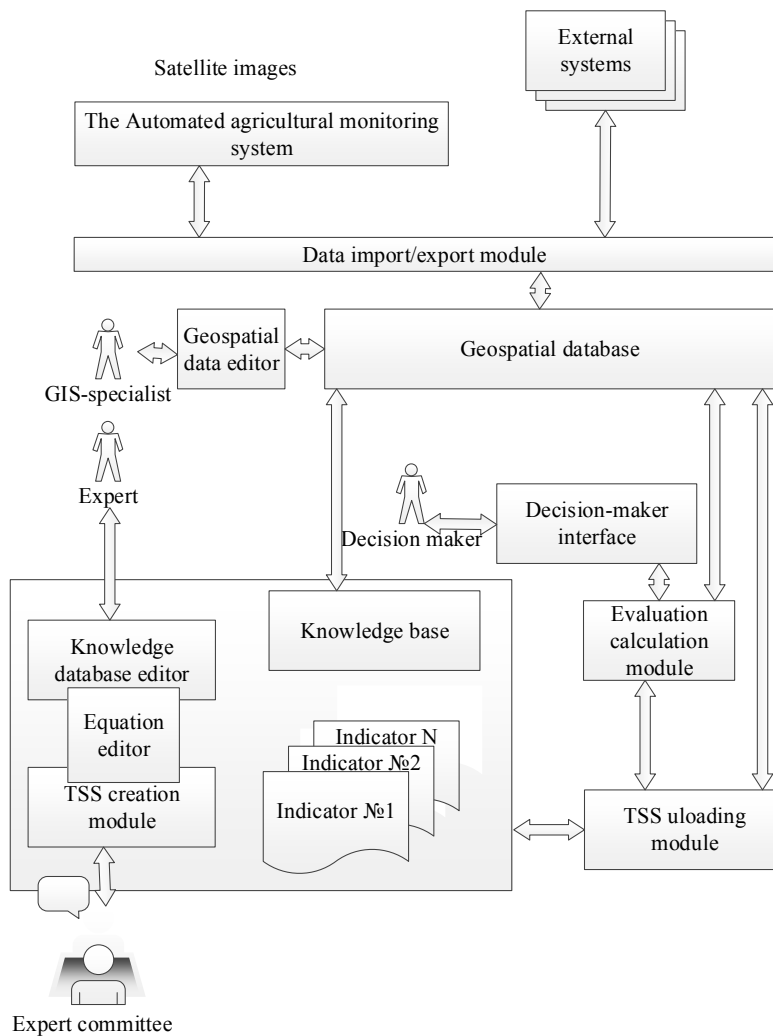 External
systems
Satellite images
The Automated agricultural monitoring
system
Data import/export module
Geospatial
data editor
Geospatial database
GIS-specialist
Expert
Decision maker
Decision-maker
interface
Knowledge base
Evaluation
calculation
module
Knowledge
database editor
Equation
editor
TSS creation
module
Indicator N
Indicator №2
Indicator №1
TSS uloading
module
Expert committee